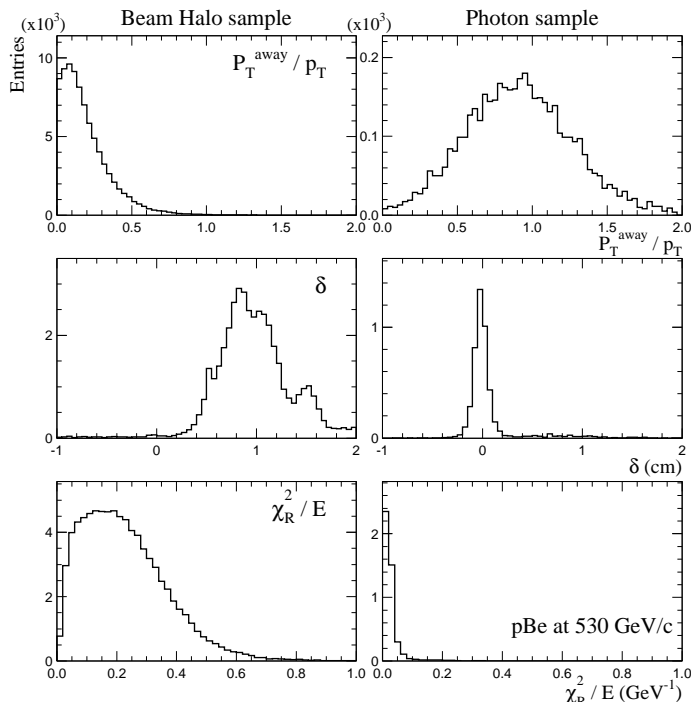 Beam Halo sample
Photon sample
(x10³)
(x10³)
Entries
P_T^away / p_T
10
5
0
0.0 0.5 1.0 1.5 2.0
0.2
0.1
0.0
0.0 0.5 1.0 1.5 2.0
P_T^away / p_T
δ
2
0
-1 0 1 2
1
0
-1 0 1 2
δ (cm)
χ_R^2 / E
4
2
0
0.0 0.2 0.4 0.6 0.8 1.0
pBe at 530 GeV/c
2
1
0
0.0 0.2 0.4 0.6 0.8 1.0
χ_R^2 / E (GeV⁻¹)